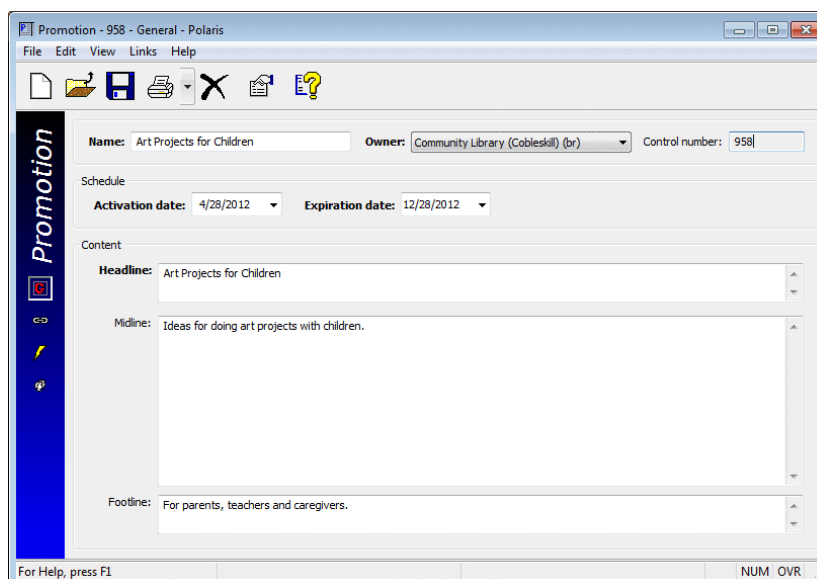 Promotion - 958 - General - Polaris
File Edit View Links Help
Promotion
Name: Art Projects for Children Owner: Community Library (Cobleskill) (br) Control number: 958
Schedule
Activation date: 4/28/2012 Expiration date: 12/28/2012
Content
Headline: Art Projects for Children
Midline: Ideas for doing art projects with children.
Footline: For parents, teachers and caregivers.
For Help, press F1 NUM OVR